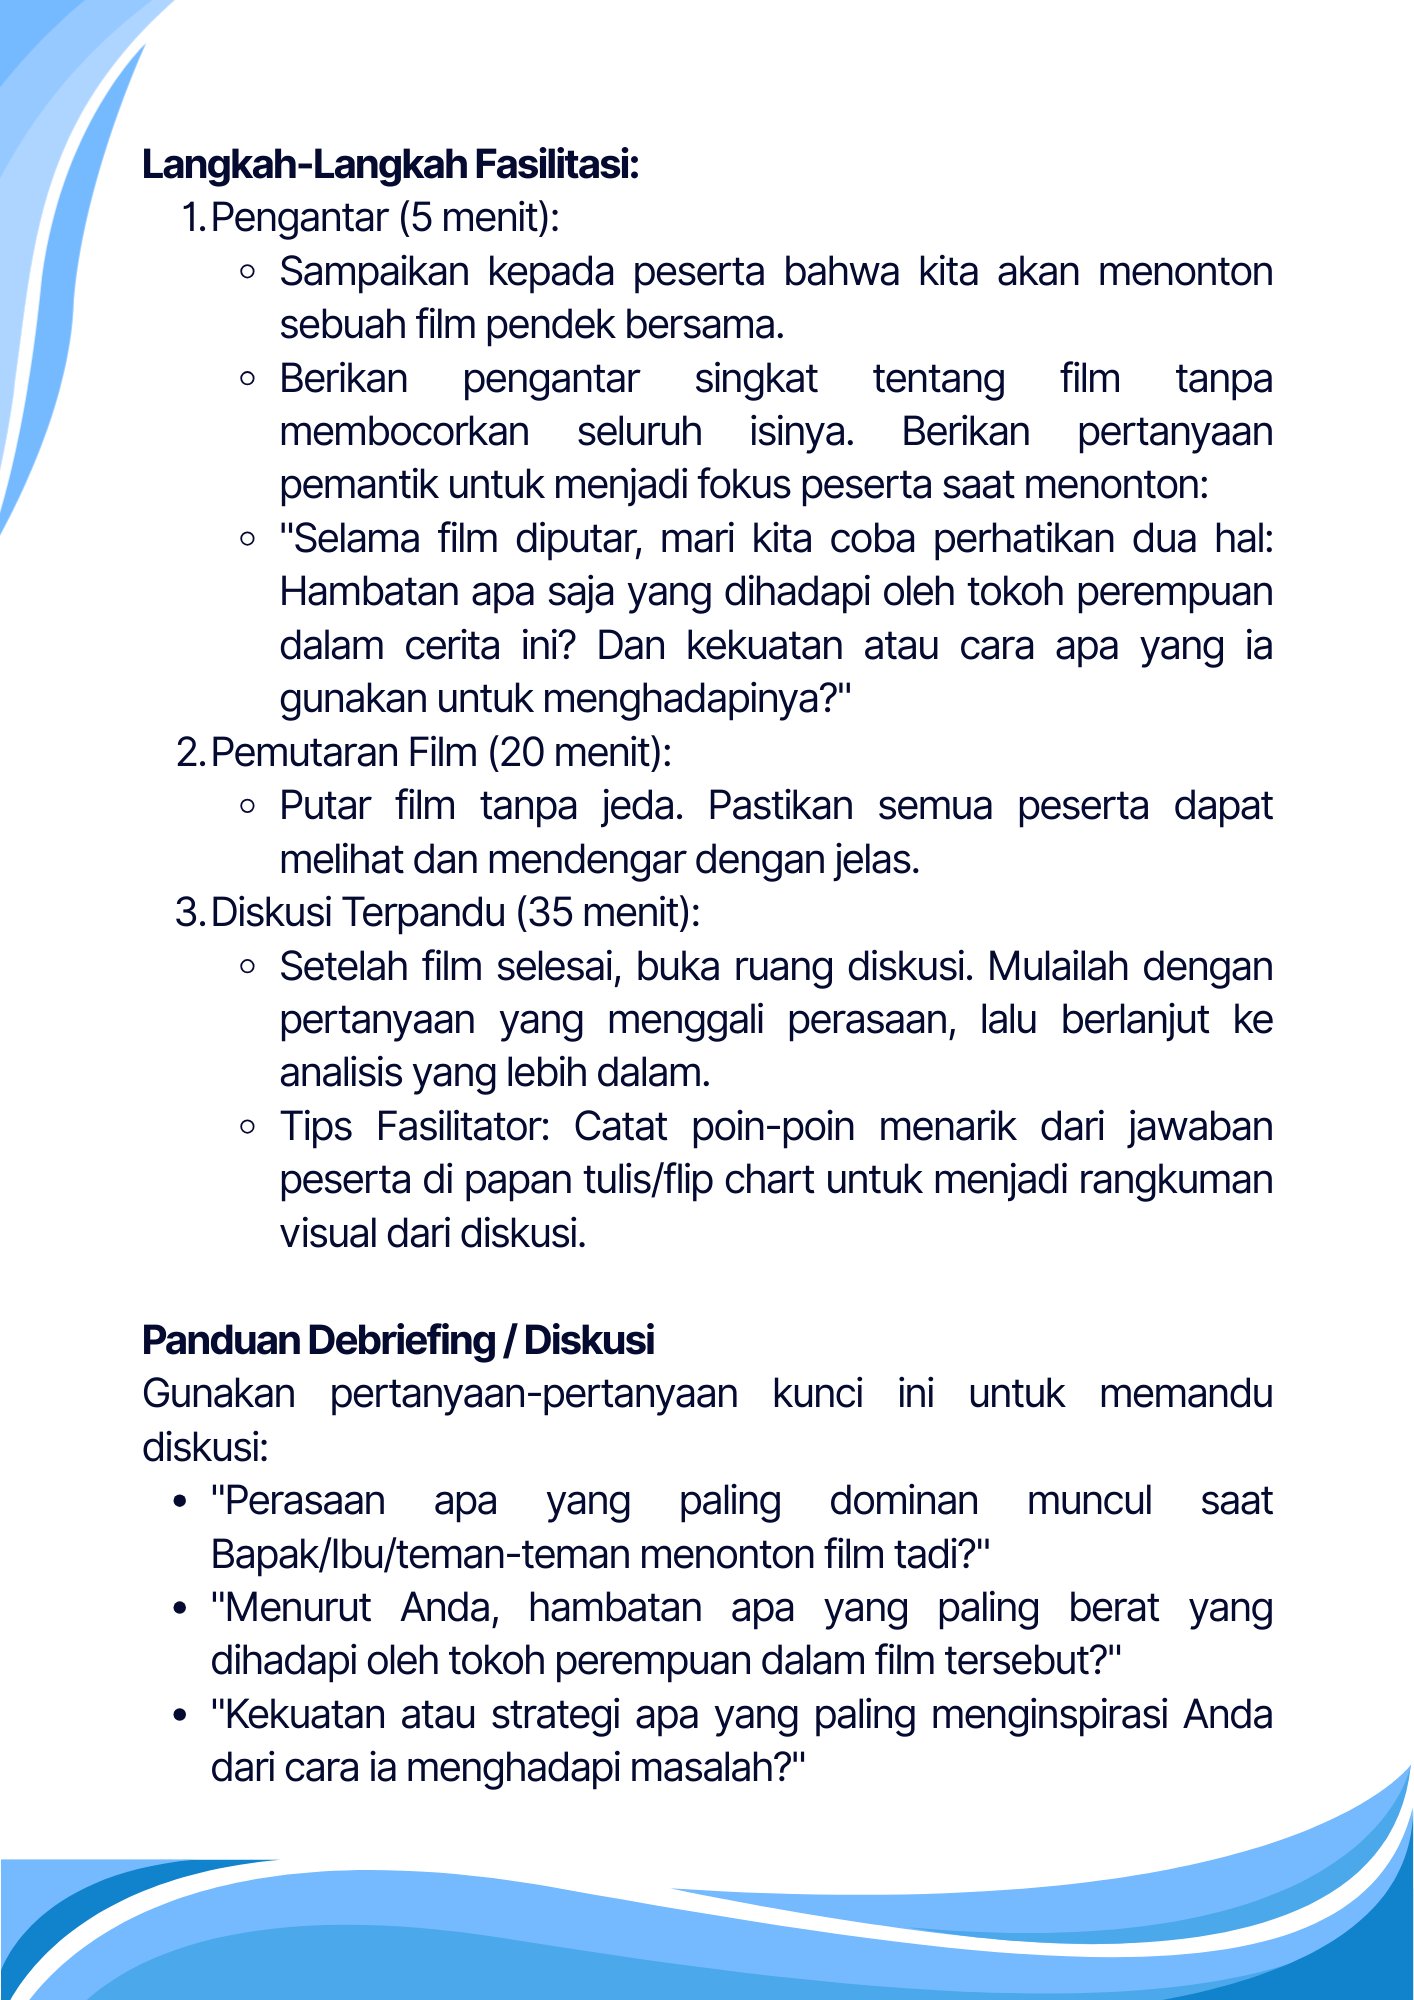 Langkah-Langkah Fasilitasi:
1. Pengantar (5 menit):
○ Sampaikan kepada peserta bahwa kita akan menonton
sebuah film pendek bersama.
○ Berikan pengantar singkat tentang film tanpa
membocorkan seluruh isinya. Berikan pertanyaan
pemantik untuk menjadi fokus peserta saat menonton:
○ "Selama film diputar, mari kita coba perhatikan dua hal:
Hambatan apa saja yang dihadapi oleh tokoh perempuan
dalam cerita ini? Dan kekuatan atau cara apa yang ia
gunakan untuk menghadapinya?"
2. Pemutaran Film (20 menit):
○ Putar film tanpa jeda. Pastikan semua peserta dapat
melihat dan mendengar dengan jelas.
3. Diskusi Terpandu (35 menit):
○ Setelah film selesai, buka ruang diskusi. Mulailah dengan
pertanyaan yang menggali perasaan, lalu berlanjut ke
analisis yang lebih dalam.
○ Tips Fasilitator: Catat poin-poin menarik dari jawaban
peserta di papan tulis/flip chart untuk menjadi rangkuman
visual dari diskusi.
Panduan Debriefing / Diskusi
Gunakan pertanyaan-pertanyaan kunci ini untuk memandu
diskusi:
• "Perasaan apa yang paling dominan muncul saat
Bapak/Ibu/teman-teman menonton film tadi?"
• "Menurut Anda, hambatan apa yang paling berat yang
dihadapi oleh tokoh perempuan dalam film tersebut?"
• "Kekuatan atau strategi apa yang paling menginspirasi Anda
dari cara ia menghadapi masalah?"